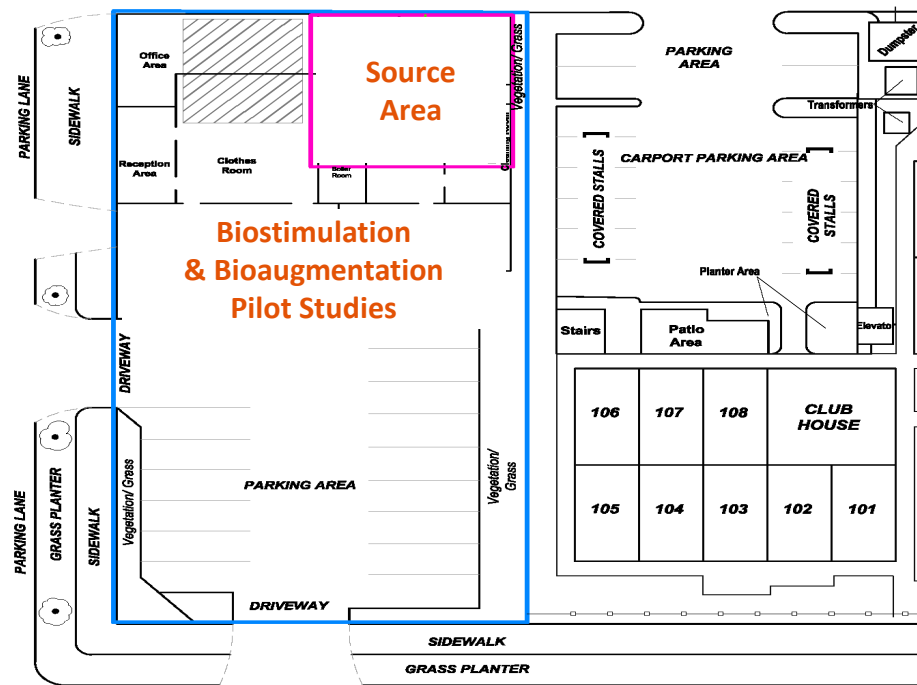 PARKING LANE
SIDEWALK
Office
Area
Source
Area
Vegetation/ Grass
PARKING
AREA
Dumpster
Transformers
Reception
Area
Clothes
Room
Boiler
Room
CARPORT PARKING AREA
COVERED STALLS
COVERED
STALLS
Biostimulation
& Bioaugmentation
Pilot Studies
Planter Area
Stairs
Patio
Area
Elevator
DRIVEWAY
106
107
108
CLUB
HOUSE
105
104
103
102
101
PARKING LANE
GRASS PLANTER
SIDEWALK
Vegetation/ Grass
PARKING AREA
Vegetation/
Grass
DRIVEWAY
SIDEWALK
GRASS PLANTER